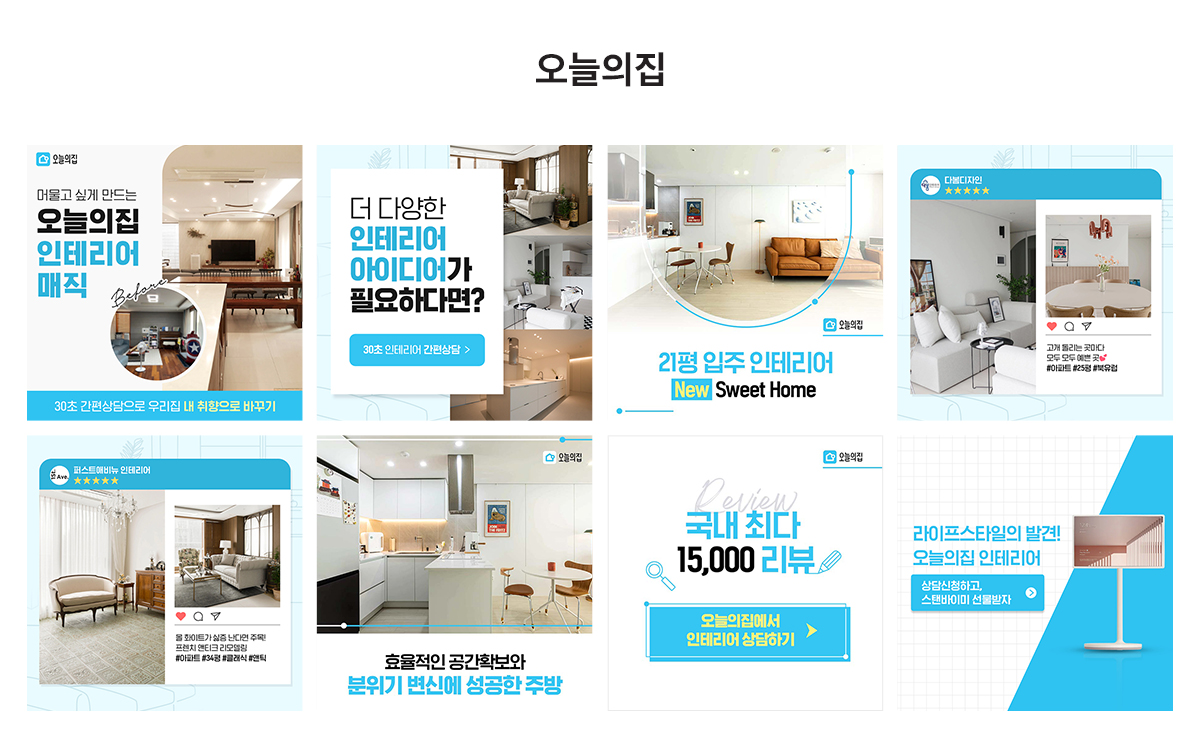 오늘의집
오늘의집
머물고 싶게 만드는
오늘의집
인테리어
매직
Before
30초 간편상담으로 우리집 내 취향으로 바꾸기
더 다양한
인테리어
아이디어가
필요하다면?
30초 인테리어 간편상담 >
오늘의집
21평 입주 인테리어
New Sweet Home
다봄디자인
★★★★★
고개 돌리는 곳마다
모두 모두 예쁜 곳💕
#아파트 #25평 #북유럽
퍼스트애비뉴 인테리어
1st Ave.
★★★★★
올 화이트가 싫증 난다면 주목!
프렌치 앤티크 리모델링
#아파트 #34평 #클래식 #앤틱
오늘의집
효율적인 공간확보와
분위기 변신에 성공한 주방
오늘의집
Review
국내 최다
15,000 리뷰
오늘의집에서
인테리어 상담하기
라이프스타일의 발견!
오늘의집 인테리어
상담신청하고,
스탠바이미 선물받자